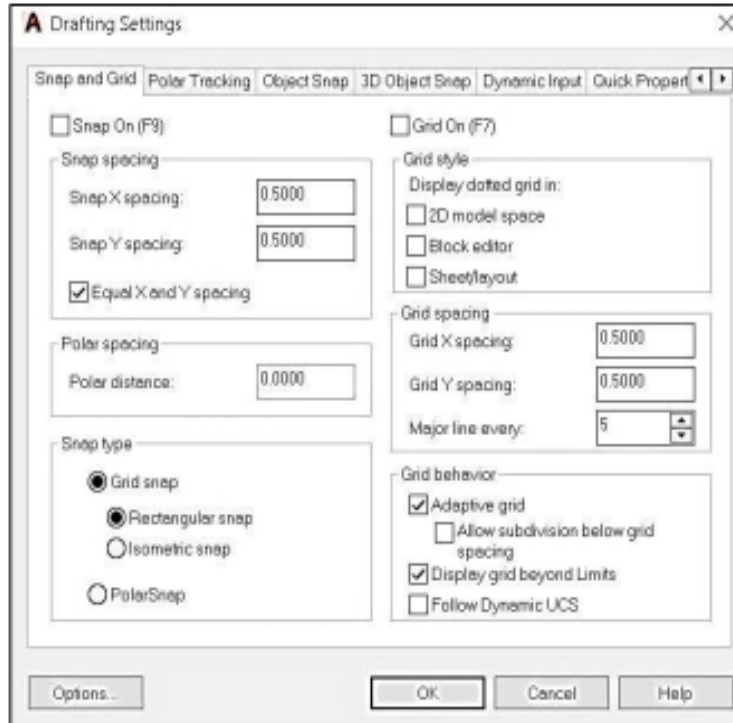 A Drafting Settings
Snap and Grid Polar Tracking Object Snap 3D Object Snap Dynamic Input Quick Propert
Snap On (F9)
Snap spacing
Snap X spacing: 0.5000
Snap Y spacing: 0.5000
Equal X and Y spacing
Polar spacing
Polar distance: 0.0000
Snap type
Grid snap
Rectangular snap
Isometric snap
PolarSnap
Grid On (F7)
Grid style
Display dotted grid in:
2D model space
Block editor
Sheet/layout
Grid spacing
Grid X spacing: 0.5000
Grid Y spacing: 0.5000
Major line every: 5
Grid behavior
Adaptive grid
Allow subdivision below grid
spacing
Display grid beyond Limits
Follow Dynamic UCS
Options... OK Cancel Help